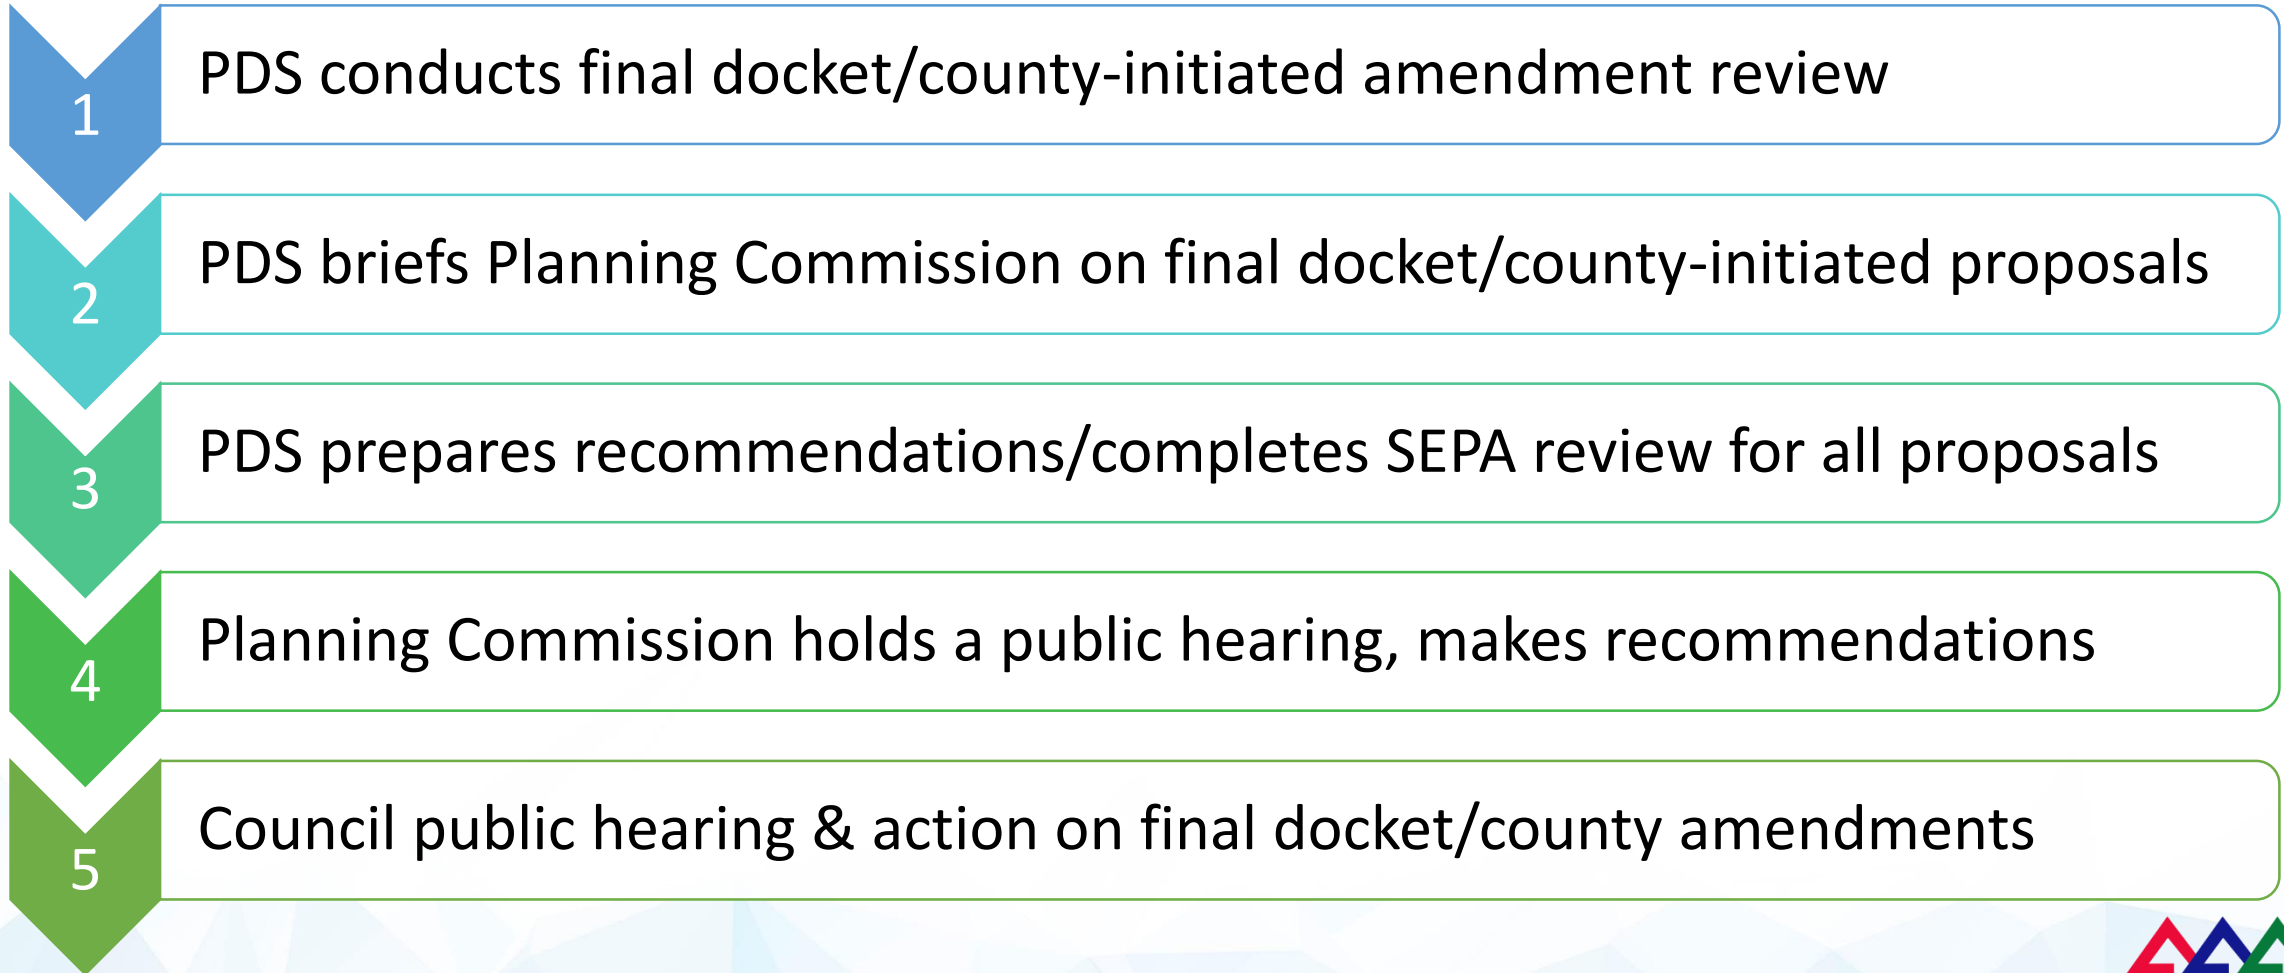 1
PDS conducts final docket/county-initiated amendment review
2
PDS briefs Planning Commission on final docket/county-initiated proposals
3
PDS prepares recommendations/completes SEPA review for all proposals
4
Planning Commission holds a public hearing, makes recommendations
5
Council public hearing & action on final docket/county amendments